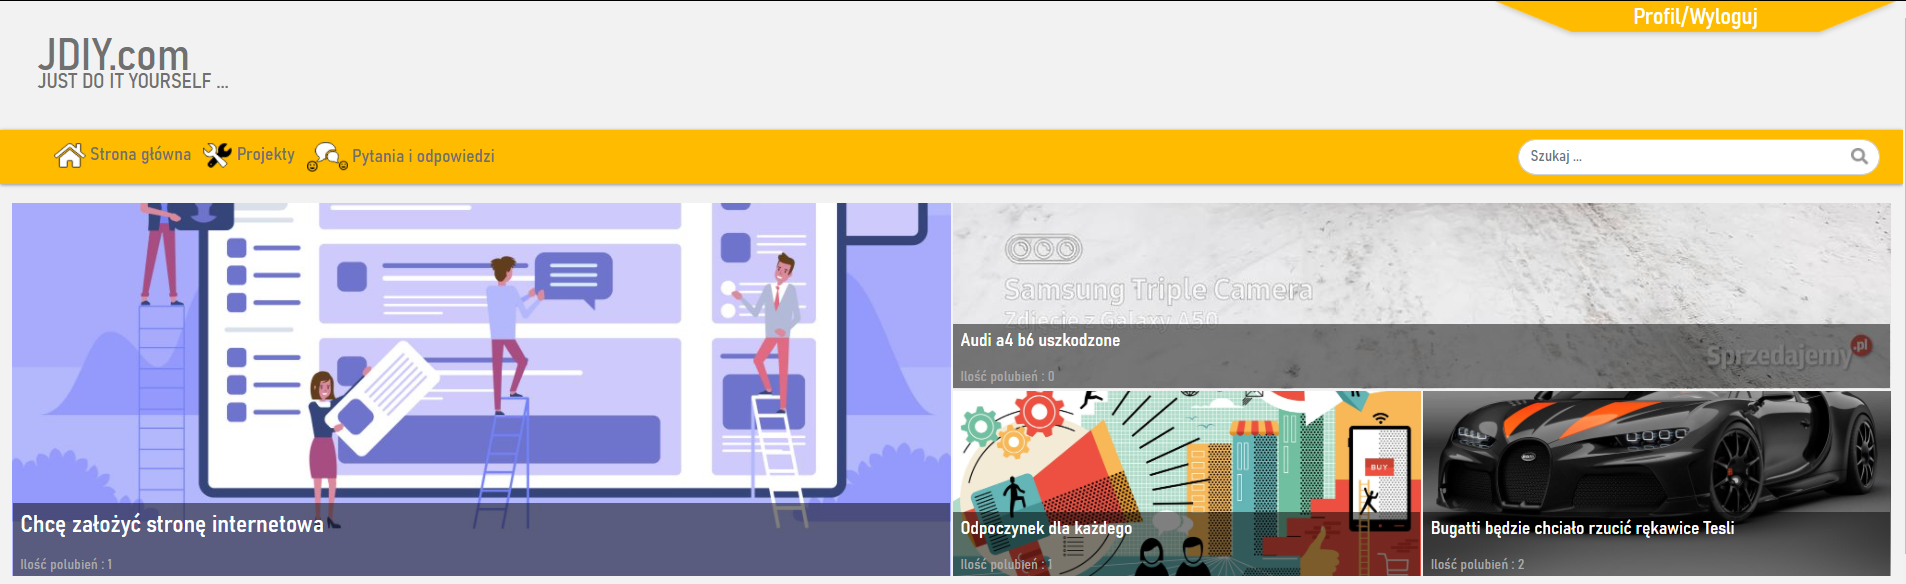 Profil/Wyloguj
JDIY.com
JUST DO IT YOURSELF ...
Strona główna
Projekty
Pytania i odpowiedzi
Szukaj ...
Samsung Triple Camera
Zdjęcie z Galaxy A50
Audi a4 b6 uszkodzone
Ilość polubień : 0
Sprzedajemy.pl
BUY
Chcę założyć stronę internetowa
Ilość polubień : 1
Odpoczynek dla każdego
Ilość polubień : 1
Bugatti będzie chciało rzucić rękawice Tesli
Ilość polubień : 2